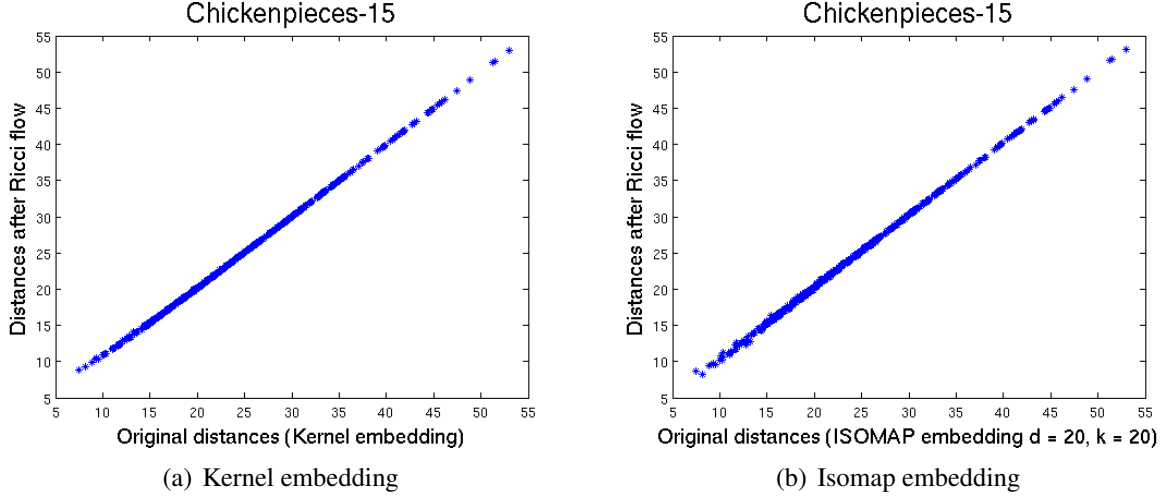 Chickenpieces-15
Distances after Ricci flow
55
50
45
40
35
30
25
20
15
10
5
5 10 15 20 25 30 35 40 45 50 55
Original distances (Kernel embedding)
(a) Kernel embedding
Chickenpieces-15
Distances after Ricci flow
55
50
45
40
35
30
25
20
15
10
5
5 10 15 20 25 30 35 40 45 50 55
Original distances (ISOMAP embedding d = 20, k = 20)
(b) Isomap embedding